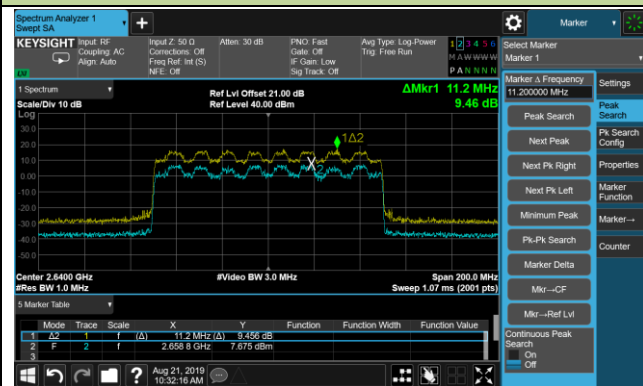 Spectrum Analyzer 1
Swept SA
+
Marker
KEYSIGHT Input: RF
Coupling: AC
Align: Auto
Input Z: 50 Ω
Corrections: Off
Freq Ref: Int (S)
NFE: Off
Atten: 30 dB
PNO: Fast
Gate: Off
IF Gain: Low
Sig Track: Off
Avg Type: Log-Power
Trig: Free Run
1 2 3 4 5 6
M A W W W W
P A N N N N
LXI
1 Spectrum
Scale/Div 10 dB
Ref Lvl Offset 21.00 dB
Ref Level 40.00 dBm
ΔMkr1 11.2 MHz
9.46 dB
Log
30.0
20.0
10.0
0.00
-10.0
-20.0
-30.0
-40.0
-50.0
1Δ2
X2
Center 2.6400 GHz
#Res BW 1.0 MHz
#Video BW 3.0 MHz
Span 200.0 MHz
Sweep 1.07 ms (2001 pts)
5 Marker Table
Mode Trace Scale X Y Function Function Width Function Value
1 Δ2 1 f (Δ) 11.2 MHz (Δ) 9.456 dB
2 F 2 f 2.658 8 GHz 7.675 dBm
3
Aug 21, 2019
10:32:16 AM
Select Marker
Marker 1
Marker Δ Frequency
11.200000 MHz
Peak Search
Next Peak
Next Pk Right
Next Pk Left
Minimum Peak
Pk-Pk Search
Marker Delta
Mkr→CF
Mkr→Ref Lvl
Continuous Peak
Search
On
Off
Settings
Peak
Search
Pk Search
Config
Properties
Marker
Function
Marker→
Counter